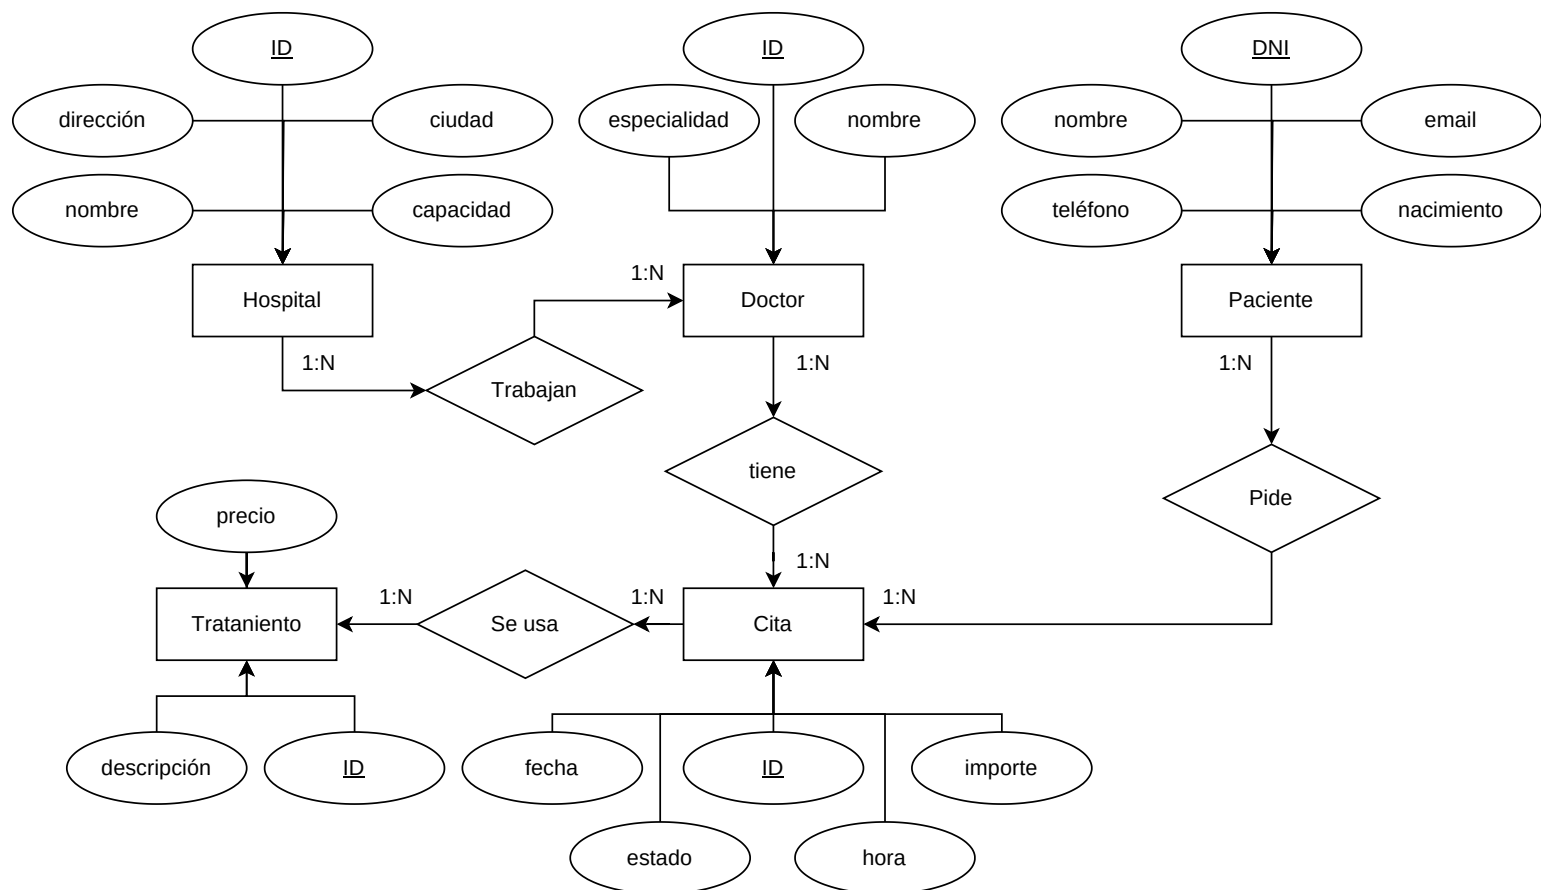 ID
ID
DNI
dirección
ciudad
especialidad
nombre
nombre
email
nombre
capacidad
teléfono
nacimiento
Hospital
1:N
Doctor
Paciente
1:N
Trabajan
1:N
1:N
tiene
Pide
precio
1:N
Trataniento
1:N
Se usa
1:N
Cita
1:N
descripción
ID
fecha
ID
importe
estado
hora